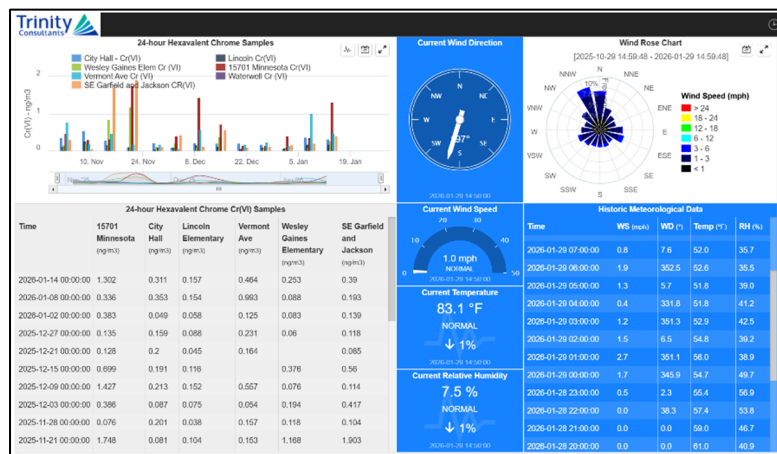 Trinity
Consultants
24-hour Hexavalent Chrome Samples
City Hall - Cr(VI)
Lincoln Cr(VI)
Wesley Gaines Elem Cr (VI)
15701 Minnesota Cr(VI)
Vermont Ave Cr (VI)
Waterwell Cr (VI)
SE Garfield and Jackson CR(VI)
Cr(VI) - ng/m3
2
1
0
10. Nov
24. Nov
8. Dec
22. Dec
5. Jan
19. Jan
Current Wind Direction
N
NE
E
SE
S
SW
W
NW
2026-01-29 14:50:00
Wind Rose Chart
[2025-10-29 14:59:48 - 2026-01-29 14:59:48]
N
NNE
NE
ENE
E
ESE
SE
SSE
S
SSW
SW
W
NW
NNW
10%
Wind Speed (mph)
> 24
18 - 24
12 - 18
6 - 12
3 - 6
1 - 3
< 1
24-hour Hexavalent Chrome Cr(VI) Samples
Time 15701 Minnesota (ng/m3) City Hall (ng/m3) Lincoln Elementary (ng/m3) Vermont Ave (ng/m3) Wesley Gaines Elementary (ng/m3) SE Garfield and Jackson (ng/m3)
2026-01-14 00:00:00 1.302 0.311 0.157 0.464 0.253 0.39
2026-01-08 00:00:00 0.336 0.353 0.154 0.993 0.088 0.193
2026-01-02 00:00:00 0.383 0.049 0.058 0.125 0.083 0.139
2025-12-27 00:00:00 0.135 0.159 0.088 0.231 0.06 0.118
2025-12-21 00:00:00 0.128 0.2 0.045 0.164 0.085
2025-12-15 00:00:00 0.699 0.191 0.116 0.376 0.56
2025-12-09 00:00:00 1.427 0.213 0.152 0.557 0.076 0.114
2025-12-03 00:00:00 0.386 0.087 0.075 0.054 0.194 0.417
2025-11-28 00:00:00 0.076 0.201 0.038 0.157 0.118 0.104
2025-11-21 00:00:00 1.748 0.081 0.104 0.153 1.168 1.903
Current Wind Speed
0
10
20
30
40
50
1.0 mph
NORMAL
2026-01-29 14:50:00
Current Temperature
83.1 °F
NORMAL
↓ 1%
2026-01-29 14:50:00
Current Relative Humidity
7.5 %
NORMAL
↓ 1%
2026-01-29 14:50:00
Historic Meteorological Data
Time WS (mph) WD (°) Temp (°F) RH (%)
2026-01-29 07:00:00 0.8 7.6 52.0 35.7
2026-01-29 06:00:00 1.9 352.5 52.6 35.5
2026-01-29 05:00:00 1.3 5.7 51.8 39.0
2026-01-29 04:00:00 0.4 331.8 51.8 41.2
2026-01-29 03:00:00 1.2 351.3 52.9 42.5
2026-01-29 02:00:00 1.5 6.5 54.8 39.2
2026-01-29 01:00:00 2.7 351.1 56.0 38.9
2026-01-29 00:00:00 1.7 345.9 54.7 49.7
2026-01-28 23:00:00 0.5 2.3 55.4 56.9
2026-01-28 22:00:00 0.0 38.3 57.4 53.8
2026-01-28 21:00:00 0.0 0.0 59.0 46.7
2026-01-28 20:00:00 0.0 0.0 61.0 40.9